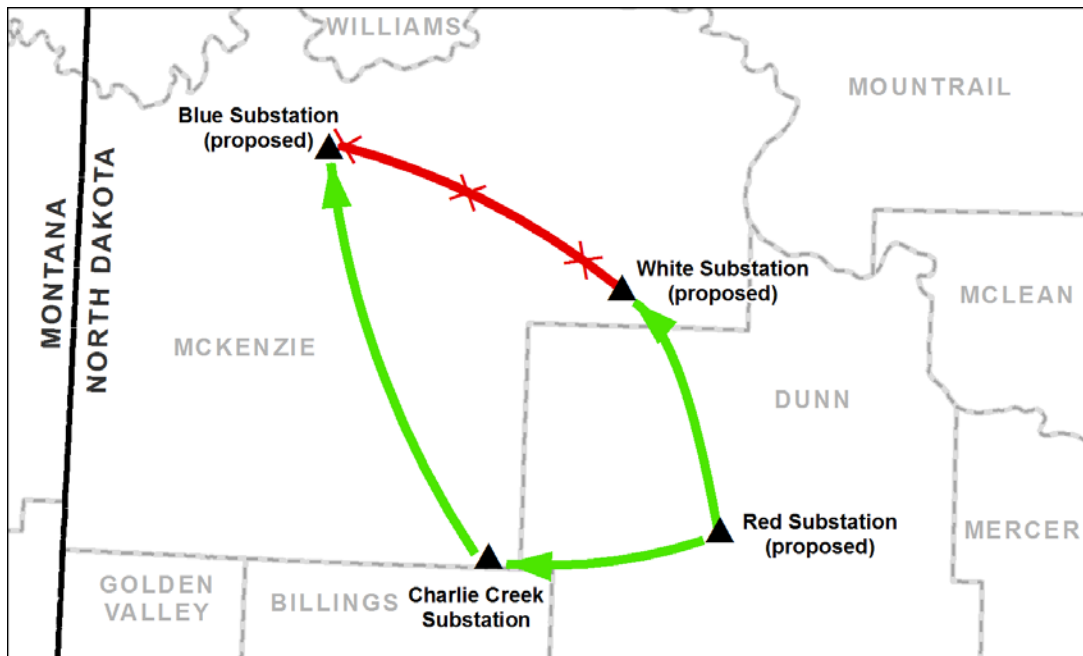 WILLIAMS
MOUNTRAIL
Blue Substation
(proposed)
MONTANA
NORTH DAKOTA
White Substation
(proposed)
MCLEAN
MCKENZIE
DUNN
Red Substation
(proposed)
MERCER
GOLDEN
VALLEY
BILLINGS
Charlie Creek
Substation